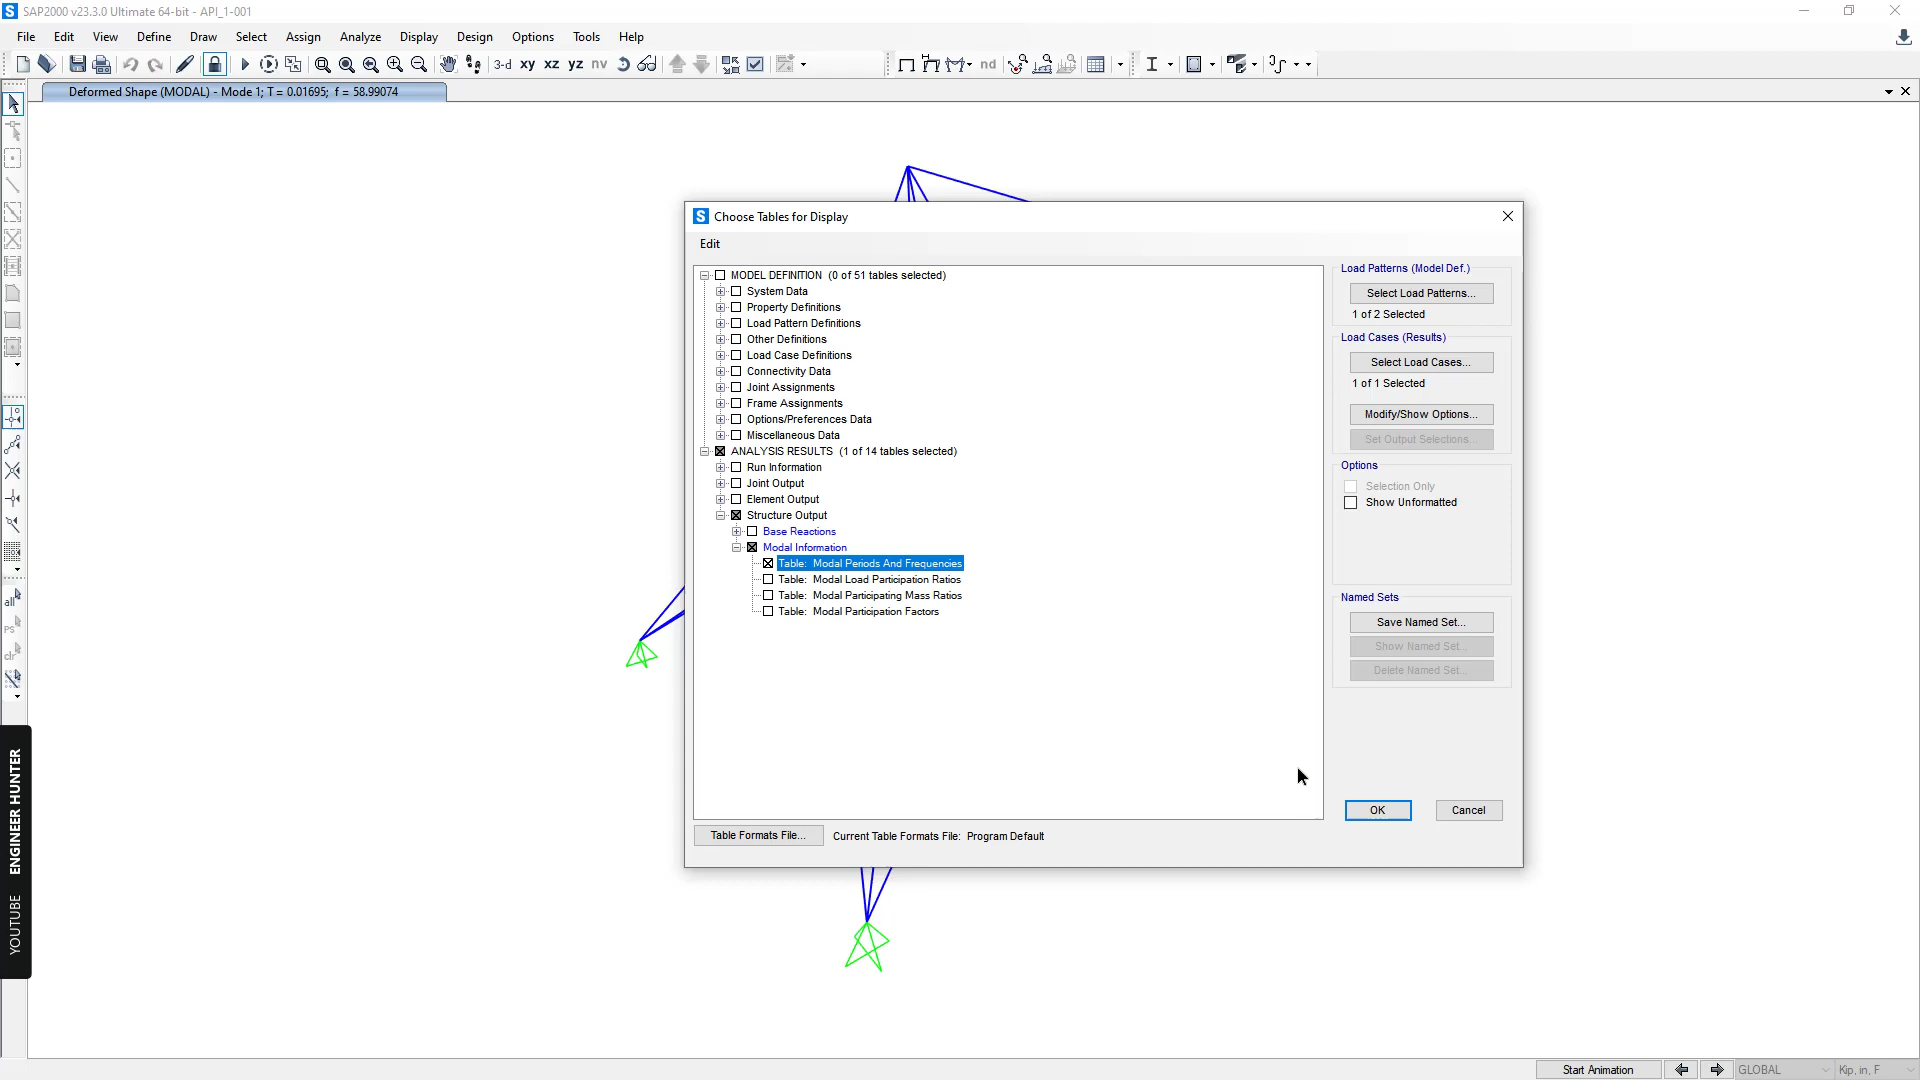 SAP2000 v23.3.0 Ultimate 64-bit - API_1-001
File Edit View Define Draw Select Assign Analyze Display Design Options Tools Help
3-d xy xz yz nv nd
Deformed Shape (MODAL) - Mode 1; T = 0.01695; f = 58.99074
Choose Tables for Display
Edit
MODEL DEFINITION (0 of 51 tables selected)
System Data
Property Definitions
Load Pattern Definitions
Other Definitions
Load Case Definitions
Connectivity Data
Joint Assignments
Frame Assignments
Options/Preferences Data
Miscellaneous Data
ANALYSIS RESULTS (1 of 14 tables selected)
Run Information
Joint Output
Element Output
Structure Output
Base Reactions
Modal Information
Table: Modal Periods And Frequencies
Table: Modal Load Participation Ratios
Table: Modal Participating Mass Ratios
Table: Modal Participation Factors
Load Patterns (Model Def.)
Select Load Patterns...
1 of 2 Selected
Load Cases (Results)
Select Load Cases...
1 of 1 Selected
Modify/Show Options...
Set Output Selections...
Options
Selection Only
Show Unformatted
Named Sets
Save Named Set...
Show Named Set...
Delete Named Set...
OK Cancel
Table Formats File... Current Table Formats File: Program Default
all
PS
clr
YOUTUBE ENGINEER HUNTER
Start Animation GLOBAL Kip, in, F